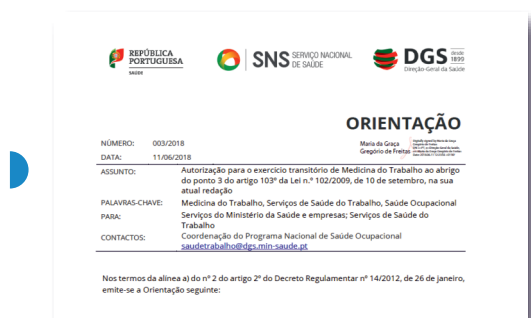 REPÚBLICA
PORTUGUESA
SAÚDE
SNS SERVIÇO NACIONAL
DE SAÚDE
DGS desde
1899
Direção-Geral da Saúde
ORIENTAÇÃO
NÚMERO: 003/2018
Maria da Graça
Gregório de Freitas
DATA: 11/06/2018
ASSUNTO: Autorização para o exercício transitório de Medicina do Trabalho ao abrigo
do ponto 3 do artigo 103º da Lei n.º 102/2009, de 10 de setembro, na sua
atual redação
PALAVRAS-CHAVE: Medicina do Trabalho, Serviços de Saúde do Trabalho, Saúde Ocupacional
PARA: Serviços do Ministério da Saúde e empresas; Serviços de Saúde do
Trabalho
CONTACTOS: Coordenação do Programa Nacional de Saúde Ocupacional
saudetrabalho@dgs.min-saude.pt
Nos termos da alínea a) do nº 2 do artigo 2º do Decreto Regulamentar nº 14/2012, de 26 de janeiro,
emite-se a Orientação seguinte: